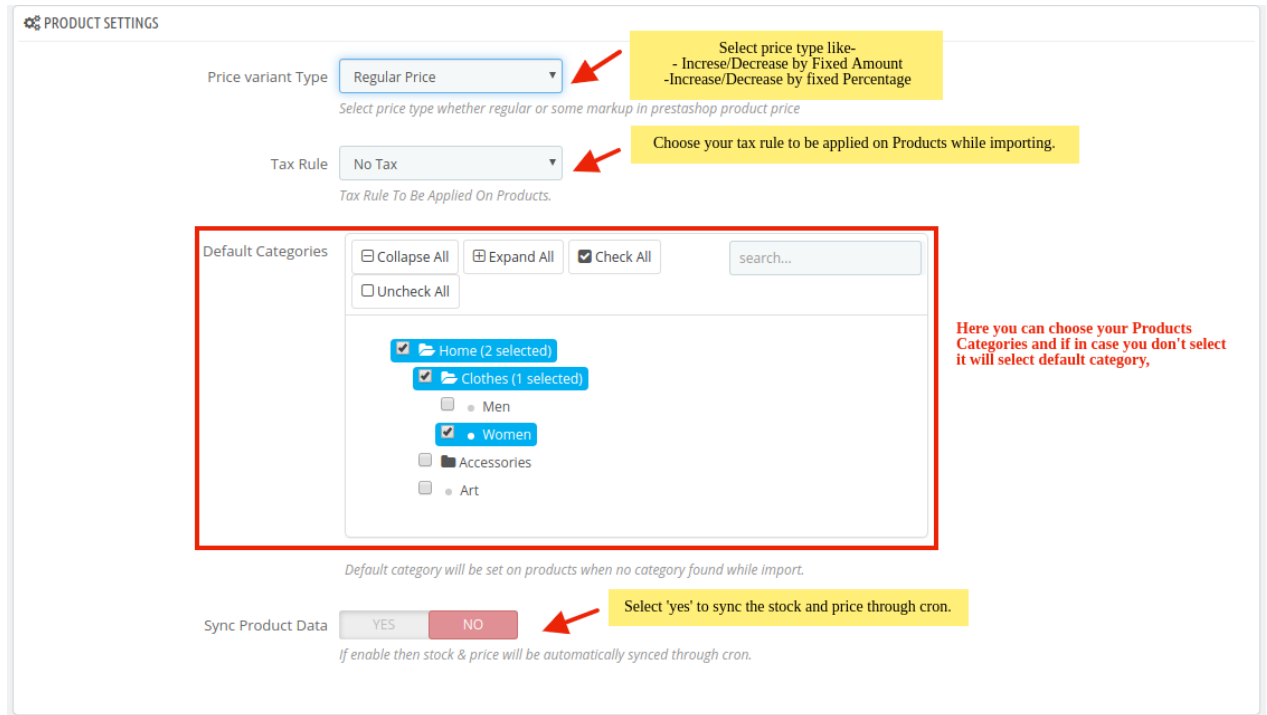 PRODUCT SETTINGS
Select price type like-
- Increse/Decrease by Fixed Amount
-Increase/Decrease by fixed Percentage
Price variant Type
Regular Price
Select price type whether regular or some markup in prestashop product price
Choose your tax rule to be applied on Products while importing.
Tax Rule
No Tax
Tax Rule To Be Applied On Products.
Default Categories
Collapse All
Expand All
Check All
search...
Uncheck All
Here you can choose your Products
Categories and if in case you don't select
it will select default category,
Home (2 selected)
Clothes (1 selected)
Men
Women
Accessories
Art
Default category will be set on products when no category found while import.
Select 'yes' to sync the stock and price through cron.
Sync Product Data
YES
NO
If enable then stock & price will be automatically synced through cron.